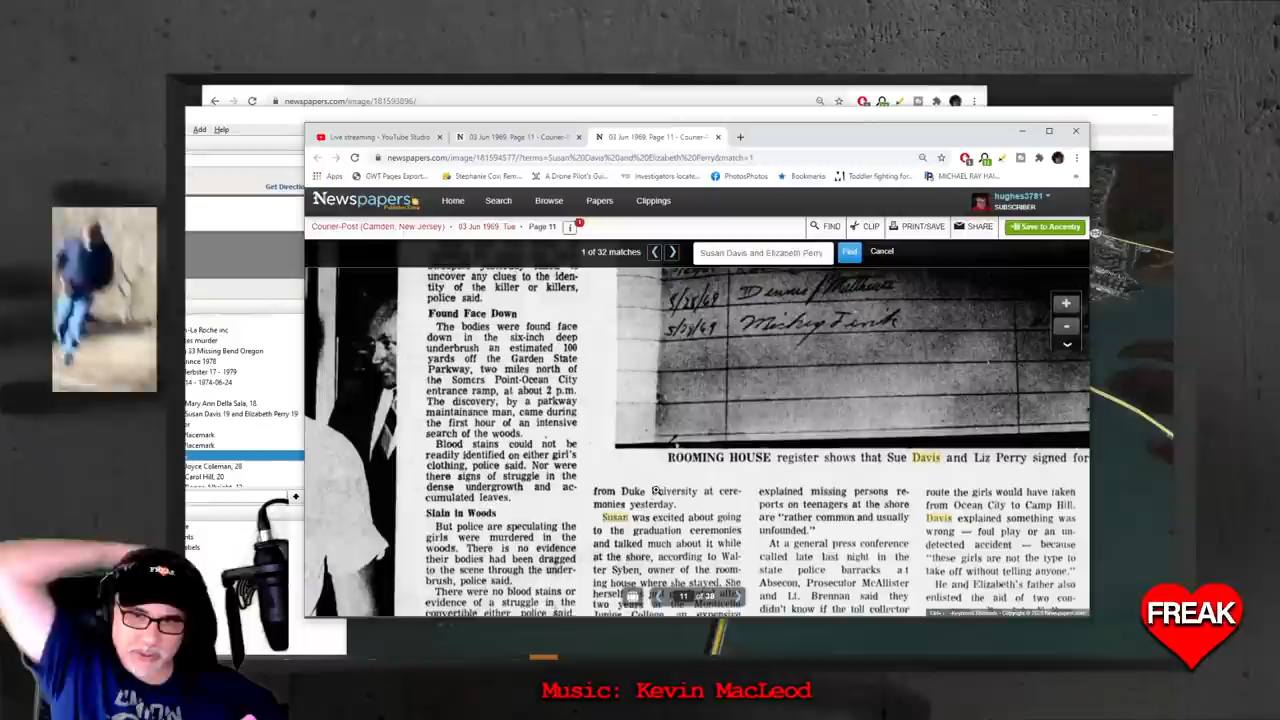 newspapers.com/image/181593896/
Add Help
Live streaming - YouTube Studio
03 Jun 1969, Page 11 - Courier-
03 Jun 1969, Page 11 - Courier-
newspapers.com/image/181594577/?terms=Susan%20Davis%20and%20Elizabeth%20Perry&match=1
Apps
GWT Pages Export...
Stephanie Cox: Rem...
A Drone Pilot's Gui...
Investigators locate...
PhotosPhotos
Bookmarks
Toddler fighting for...
MICHAEL RAY HAI...
Get Directi
Newspapers
Home
Search
Browse
Papers
Clippings
hughes3781
SUBSCRIBER
Courier-Post (Camden, New Jersey)
03 Jun 1969, Tue
Page 11
FIND
CLIP
PRINT/SAVE
SHARE
Save to Ancestry
1 of 32 matches
Susan Davis and Elizabeth Perry
Find
Cancel
n-La Roche inc
es murder
33 Missing Bend Oregon
since 1978
erbster 17 - 1979
14 - 1974-06-24
Mary Ann Della Sala, 18
Susan Davis 19 and Elizabeth Perry 19
or
Placemark
Placemark
Joyce Coleman, 28
Carol Hill, 20
abels
uncover any clues to the iden-
tity of the killer or killers,
police said.
Found Face Down
The bodies were found face
down in the six-inch deep
underbrush an estimated 100
yards off the Garden State
Parkway, two miles north of
the Somers Point-Ocean City
entrance ramp, at about 2 p.m.
The discovery, by a parkway
maintainance man, came during
the first hour of an intensive
search of the woods.
Blood stains could not be
readily identified on either girl's
clothing, police said. Nor were
there signs of struggle in the
dense undergrowth and ac-
cumulated leaves.
Slain in Woods
But police are speculating the
girls were murdered in the
woods. There is no evidence
their bodies had been dragged
to the scene through the under-
brush, police said.
There were no blood stains or
evidence of a struggle in the
convertible either, police said.
5/28/69 Dennis
5/28/69 Mickey Finik
ROOMING HOUSE register shows that Sue Davis and Liz Perry signed for
from Duke University at cere-
monies yesterday.
Susan was excited about going
to the graduation ceremonies
and talked much about it while
at the shore, according to Wal-
ter Syben, owner of the room-
ing house where she stayed. She
herself
two years
explained missing persons re-
ports on teenagers at the shore
are "rather common and usually
unfounded."
At a general press conference
called late last night in the
state police barracks at
Absecon, Prosecutor McAllister
and Lt. Brennan said they
didn't know if the toll collector
route the girls would have taken
from Ocean City to Camp Hill.
Davis explained something was
wrong — foul play or an un-
detected accident — because
"these girls are not the type to
take off without telling anyone."
He and Elizabeth's father also
enlisted the aid of two con-
11 of 38
FREAK
FREAK
Music: Kevin MacLeod